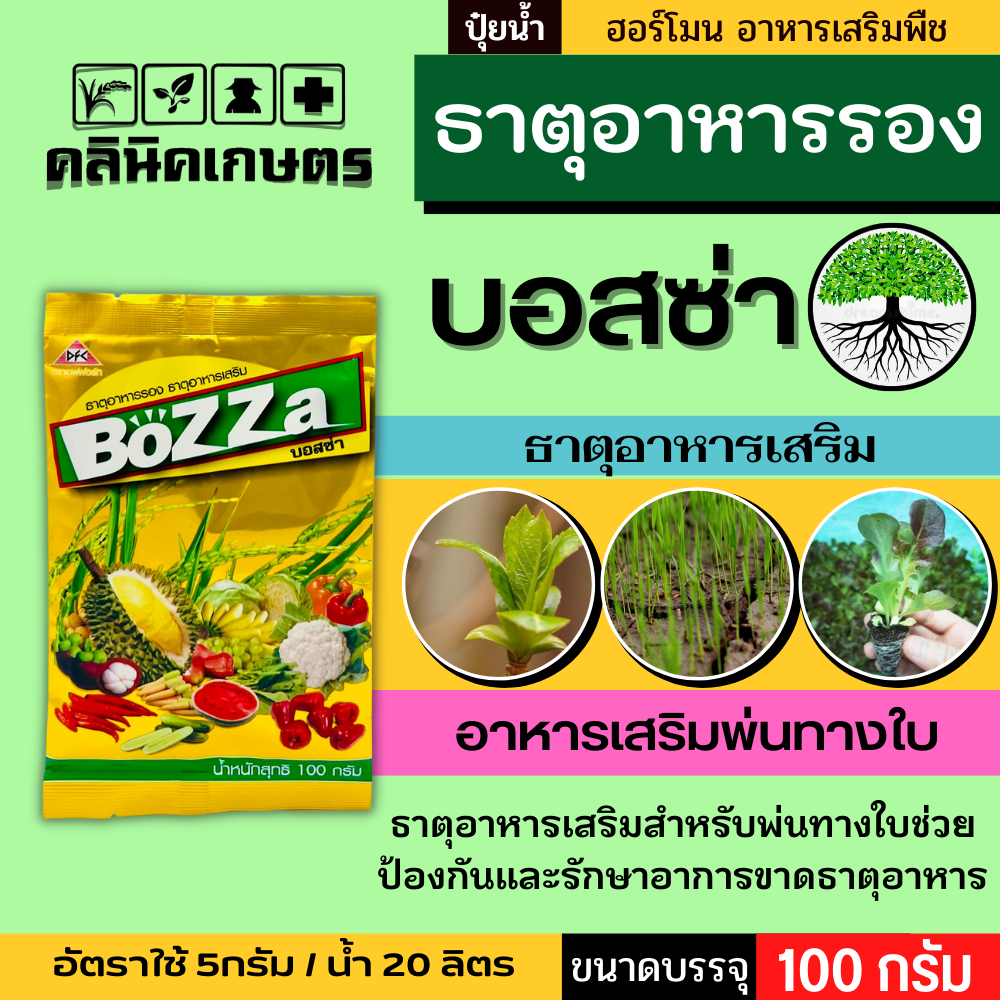 ปุ๋ยน้ำ
ฮอร์โมน อาหารเสริมพืช
คลินิคเกษตร
ธาตุอาหารรอง
บอสซ่า
DFC
ธาตุอาหารรอง ธาตุอาหารเสริม
BoZZa
บอสซ่า
น้ำหนักสุทธิ 100 กรัม
ธาตุอาหารเสริม
อาหารเสริมพ่นทางใบ
ธาตุอาหารเสริมสำหรับพ่นทางใบช่วย
ป้องกันและรักษาอาการขาดธาตุอาหาร
อัตราใช้ 5กรัม / น้ำ 20 ลิตร
ขนาดบรรจุ
100 กรัม